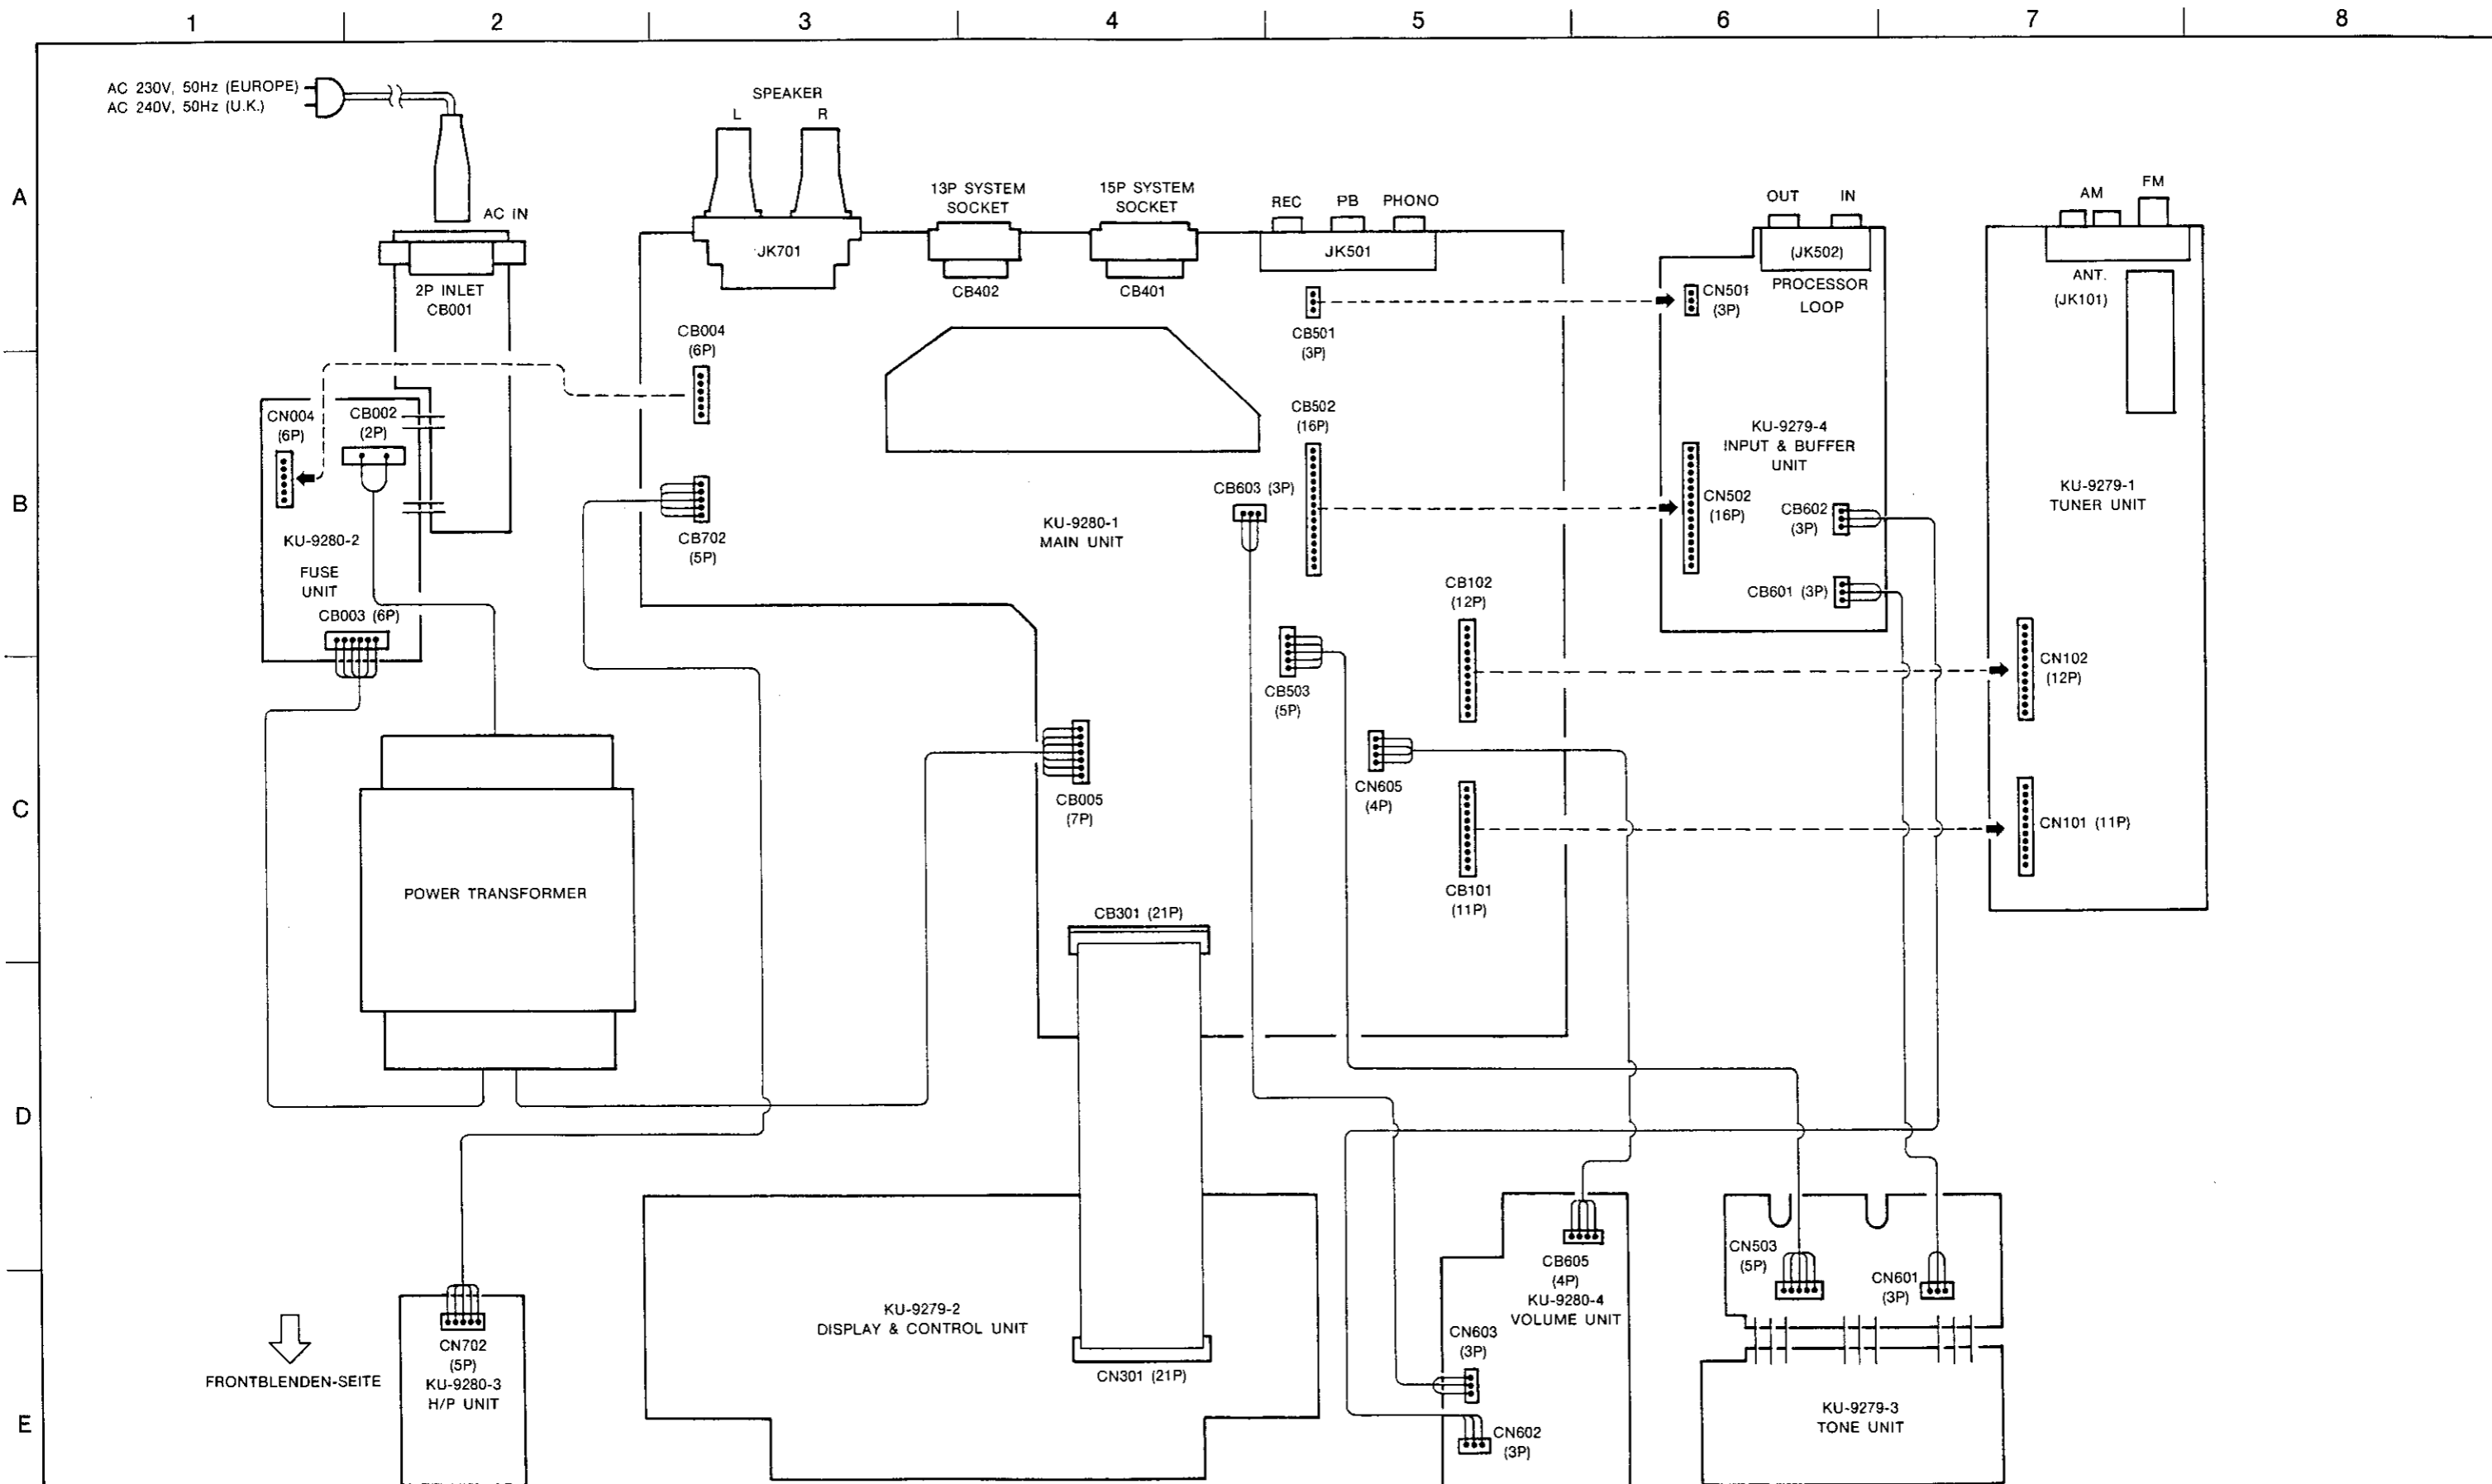 1 2 3 4 5 6 7 8
A
B
C
D
E
AC 230V, 50Hz (EUROPE)
AC 240V, 50Hz (U.K.)
AC IN
2P INLET
CB001
SPEAKER
L R
JK701
13P SYSTEM
SOCKET
CB402
15P SYSTEM
SOCKET
CB401
REC PB PHONO
JK501
OUT IN
(JK502)
PROCESSOR
LOOP
AM FM
ANT.
(JK101)
CB004
(6P)
CB501
(3P)
CN501
(3P)
CN004
(6P)
CB002
(2P)
KU-9280-2
FUSE
UNIT
CB003 (6P)
CB702
(5P)
KU-9280-1
MAIN UNIT
CB502
(16P)
CB603 (3P)
KU-9279-4
INPUT & BUFFER
UNIT
CN502
(16P)
CB602
(3P)
CB601 (3P)
KU-9279-1
TUNER UNIT
CB102
(12P)
CB503
(5P)
CN102
(12P)
CB005
(7P)
CN605
(4P)
CB101
(11P)
CN101 (11P)
POWER TRANSFORMER
CB301 (21P)
CN301 (21P)
KU-9279-2
DISPLAY & CONTROL UNIT
CB605
(4P)
KU-9280-4
VOLUME UNIT
CN603
(3P)
CN602
(3P)
CN503
(5P)
CN601
(3P)
KU-9279-3
TONE UNIT
CN702
(5P)
KU-9280-3
H/P UNIT
FRONTBLENDEN-SEITE